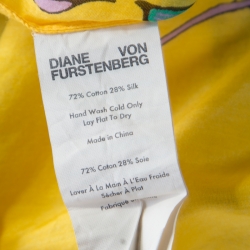 DIANE VON
FURSTENBERG
72% Cotton 28% Silk
Hand Wash Cold Only
Lay Flat To Dry
Made in China
72% Coton 28% Soie
Laver À La Main À L'Eau Froide
Sécher À Plat
Fabriqué